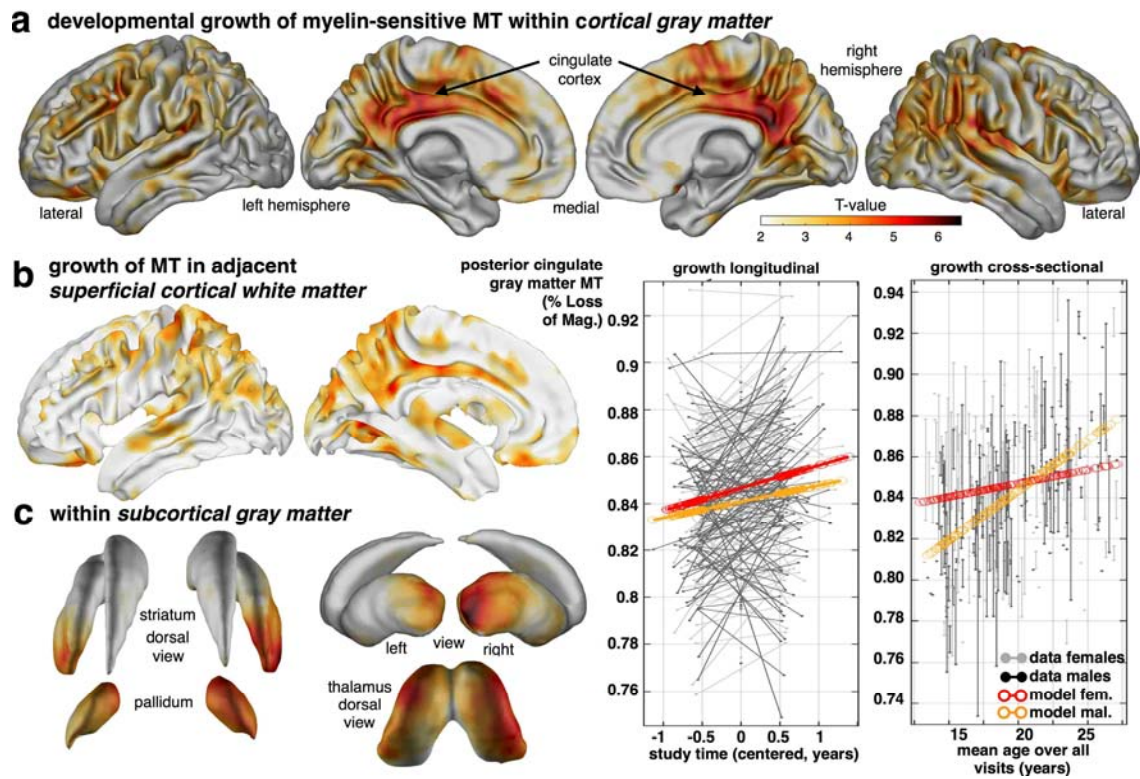 a developmental growth of myelin-sensitive MT within cortical gray matter
cingulate
cortex
right
hemisphere
lateral
left hemisphere
medial
lateral
T-value
2 3 4 5 6
b growth of MT in adjacent
superficial cortical white matter
posterior cingulate
gray matter MT
(% Loss
of Mag.)
growth longitudinal
0.92
0.9
0.88
0.86
0.84
0.82
0.8
0.78
0.76
-1 -0.5 0 0.5 1
study time (centered, years)
growth cross-sectional
0.94
0.92
0.90
0.88
0.86
0.84
0.82
0.80
0.78
0.76
0.74
data females
data males
model fem.
model mal.
15 20 25
mean age over all
visits (years)
c within subcortical gray matter
striatum
dorsal
view
pallidum
left view right
thalamus
dorsal
view